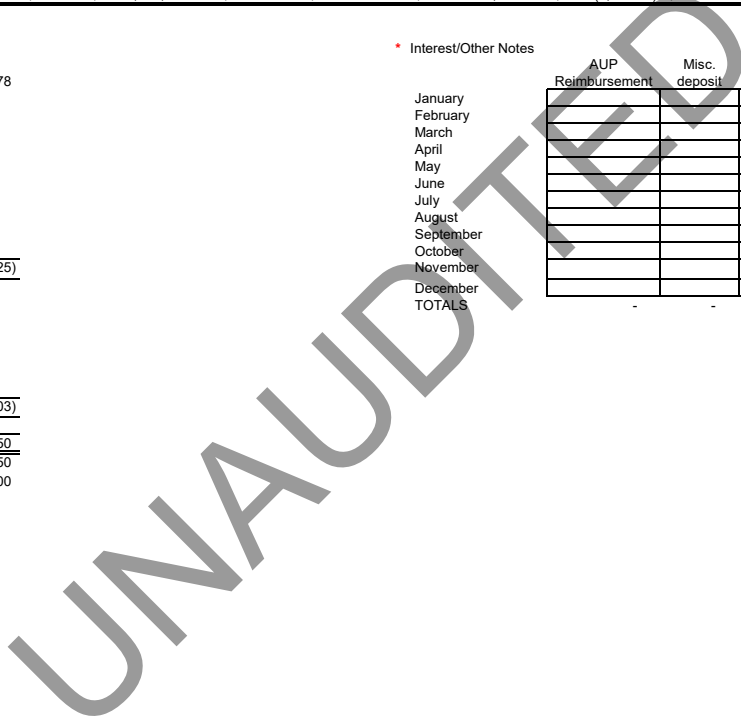 * Interest/Other Notes
AUP Misc.
Reimbursement deposit
78
January
February
March
April
May
June
July
August
September
October
25)
November
December
TOTALS - -
03)
50
50
00
UNAUDITED